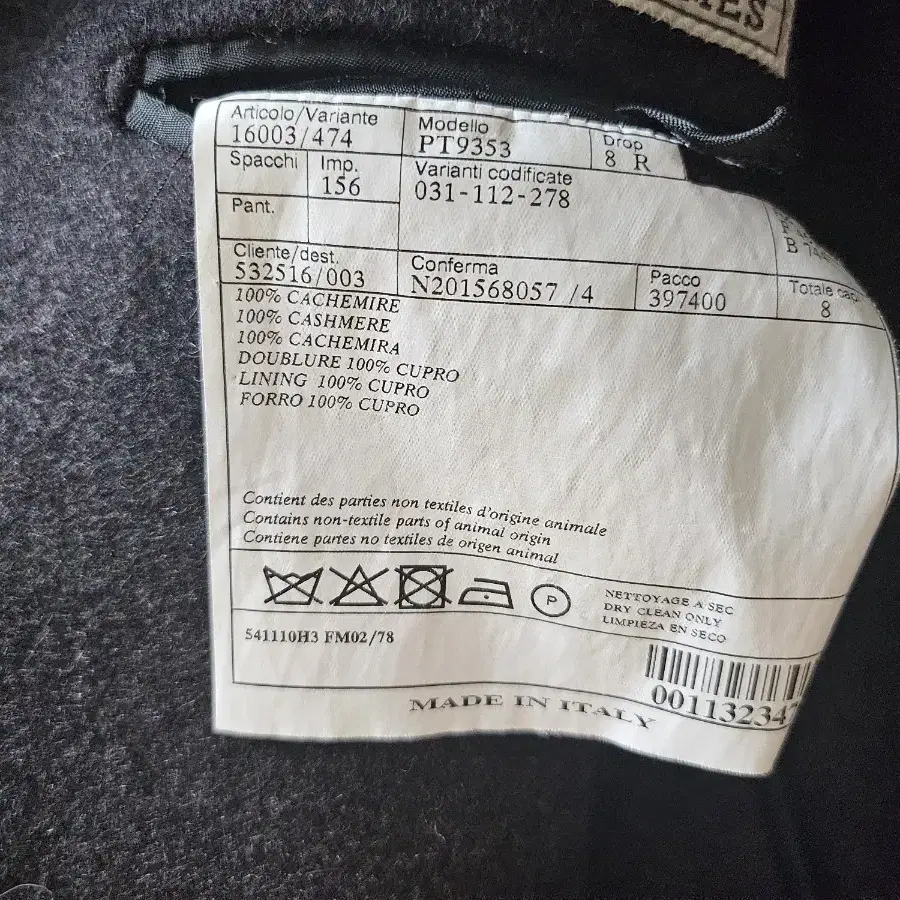 Articolo/Variante
16003/474
Modello
PT9353
Drop
8 R
Spacchi
Imp.
156
Varianti codificate
031-112-278
Pant.
B
Cliente/dest.
532516/003
Conferma
N201568057 /4
Pacco
397400
Totale
8
100% CACHEMIRE
100% CASHMERE
100% CACHEMIRA
DOUBLURE 100% CUPRO
LINING 100% CUPRO
FORRO 100% CUPRO
Contient des parties non textiles d'origine animale
Contains non-textile parts of animal origin
Contiene partes no textiles de origen animal
P
NETTOYAGE A SEC
DRY CLEAN ONLY
LIMPIEZA EN SECO
541110H3 FM02/78
001132347
MADE IN ITALY